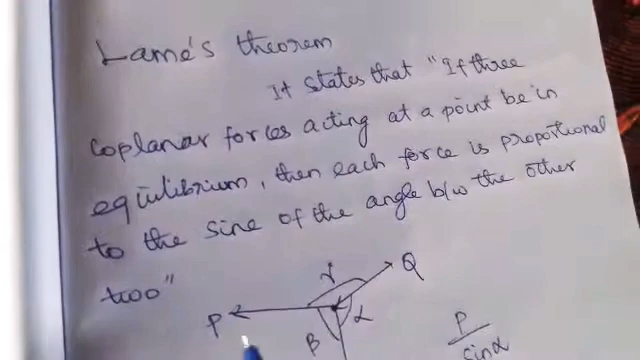 Lame's theorem
It states that "If three
coplanar forces acting at a point be in
equilibrium, then each force is proportional
to the sine of the angle b/w the other
two"
γ
Q
P
β
α
P
sinα